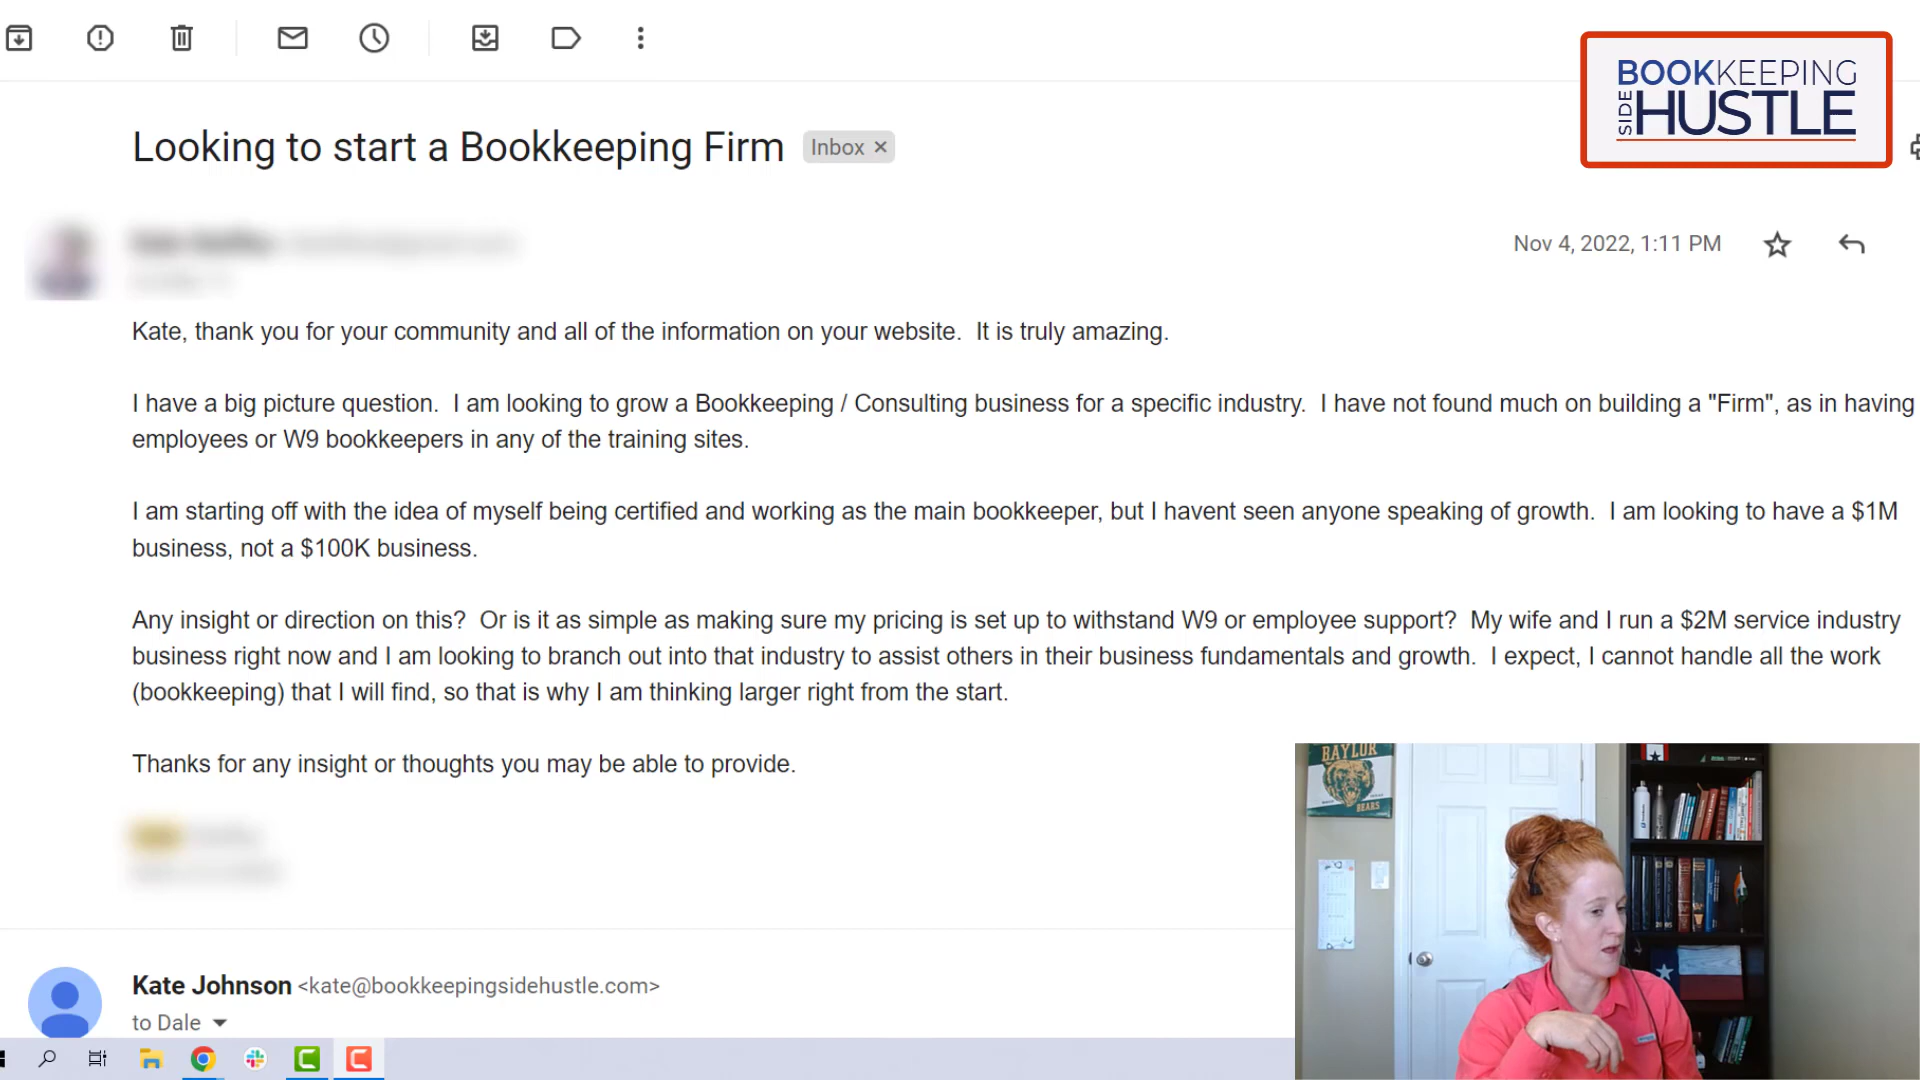 BOOKKEEPING
SIDE HUSTLE
Looking to start a Bookkeeping Firm Inbox ×
Nov 4, 2022, 1:11 PM
Kate, thank you for your community and all of the information on your website. It is truly amazing.
I have a big picture question. I am looking to grow a Bookkeeping / Consulting business for a specific industry. I have not found much on building a "Firm", as in having
employees or W9 bookkeepers in any of the training sites.
I am starting off with the idea of myself being certified and working as the main bookkeeper, but I havent seen anyone speaking of growth. I am looking to have a $1M
business, not a $100K business.
Any insight or direction on this? Or is it as simple as making sure my pricing is set up to withstand W9 or employee support? My wife and I run a $2M service industry
business right now and I am looking to branch out into that industry to assist others in their business fundamentals and growth. I expect, I cannot handle all the work
(bookkeeping) that I will find, so that is why I am thinking larger right from the start.
Thanks for any insight or thoughts you may be able to provide.
BAYLOR
BEARS
Kate Johnson <kate@bookkeepingsidehustle.com>
to Dale